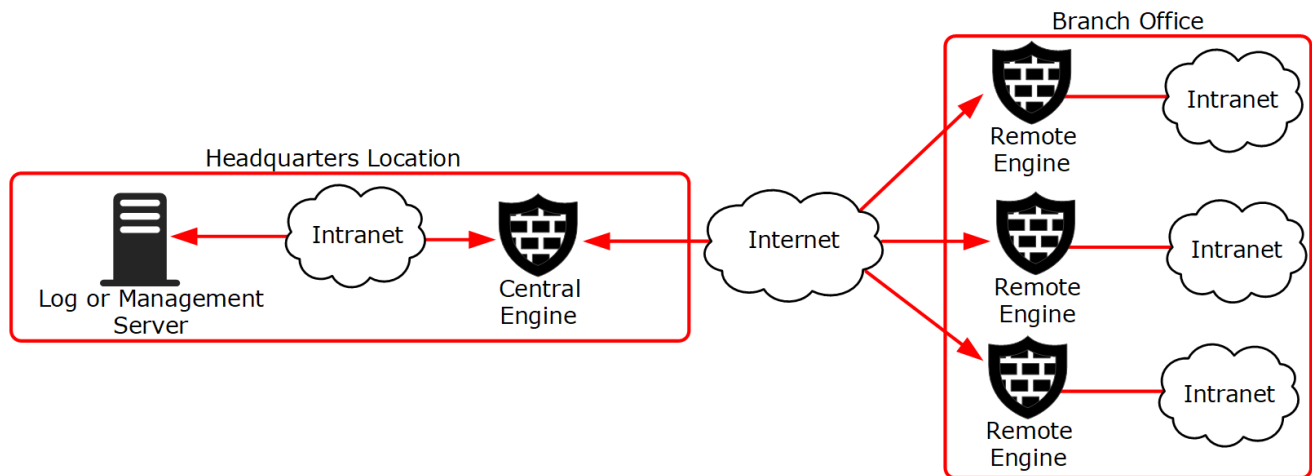 Branch Office
Intranet
Remote
Engine
Headquarters Location
Intranet
Log or Management
Server
Central
Engine
Internet
Intranet
Remote
Engine
Intranet
Remote
Engine